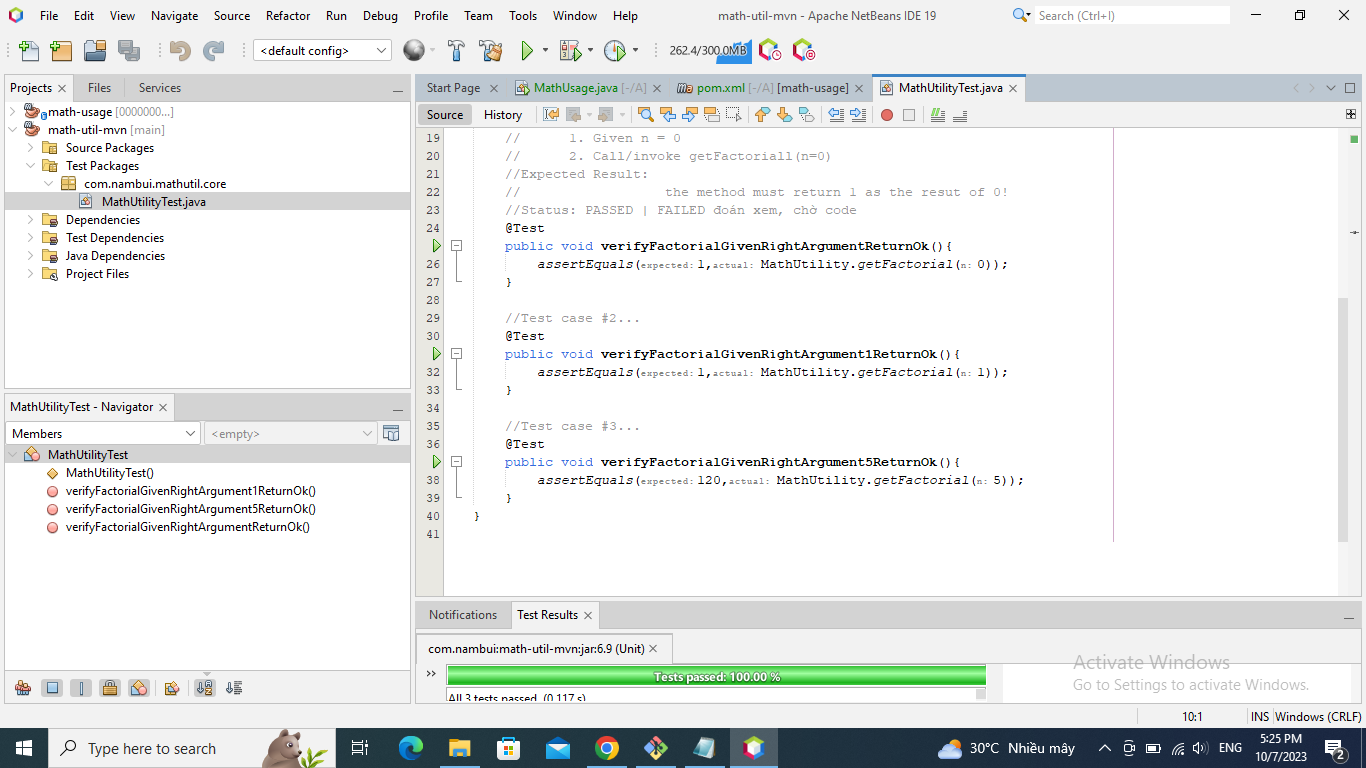 File Edit View Navigate Source Refactor Run Debug Profile Team Tools Window Help math-util-mvn - Apache NetBeans IDE 19 Search (Ctrl+I)
<default config> 262.4/300.0MB
Projects Files Services
math-usage [0000000...]
math-util-mvn [main]
Source Packages
Test Packages
com.nambui.mathutil.core
MathUtilityTest.java
Dependencies
Test Dependencies
Java Dependencies
Project Files
MathUtilityTest - Navigator
Members <empty>
MathUtilityTest
MathUtilityTest()
verifyFactorialGivenRightArgument1ReturnOk()
verifyFactorialGivenRightArgument5ReturnOk()
verifyFactorialGivenRightArgumentReturnOk()
Start Page MathUsage.java [-/A] pom.xml [-/A] [math-usage] MathUtilityTest.java
Source History
19 // 1. Given n = 0
20 // 2. Call/invoke getFactoriall(n=0)
21 //Expected Result:
22 // the method must return 1 as the resut of 0!
23 //Status: PASSED | FAILED đoán xem, chờ code
24 @Test
public void verifyFactorialGivenRightArgumentReturnOk(){
26 assertEquals(expected: 1,actual: MathUtility.getFactorial(n: 0));
27 }
28
29 //Test case #2...
30 @Test
public void verifyFactorialGivenRightArgument1ReturnOk(){
32 assertEquals(expected: 1,actual: MathUtility.getFactorial(n: 1));
33 }
34
35 //Test case #3...
36 @Test
public void verifyFactorialGivenRightArgument5ReturnOk(){
38 assertEquals(expected: 120,actual: MathUtility.getFactorial(n: 5));
39 }
40 }
41
Notifications Test Results
com.nambui:math-util-mvn:jar:6.9 (Unit)
Tests passed: 100.00 %
All 3 tests passed. (0.117 s)
Activate Windows
Go to Settings to activate Windows.
10:1 INS Windows (CRLF)
Type here to search 30°C Nhiều mây ENG 5:25 PM
10/7/2023 2